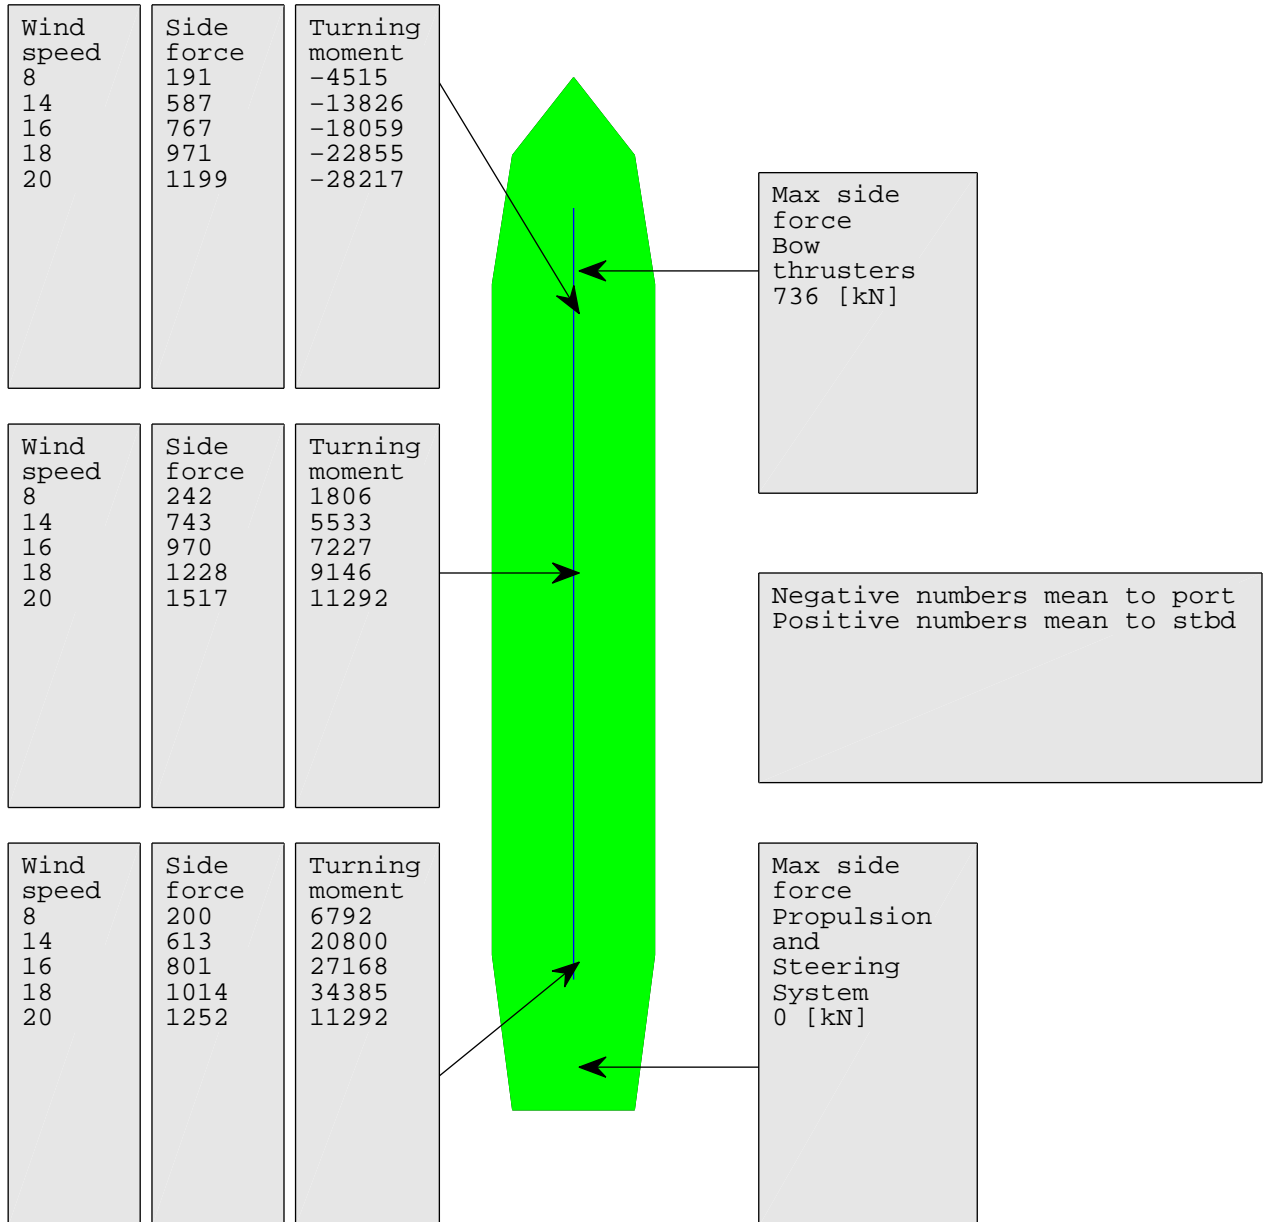 Wind
speed
8
14
16
18
20
Side
force
191
587
767
971
1199
Turning
moment
-4515
-13826
-18059
-22855
-28217
Max side
force
Bow
thrusters
736 [kN]
Wind
speed
8
14
16
18
20
Side
force
242
743
970
1228
1517
Turning
moment
1806
5533
7227
9146
11292
Negative numbers mean to port
Positive numbers mean to stbd
Wind
speed
8
14
16
18
20
Side
force
200
613
801
1014
1252
Turning
moment
6792
20800
27168
34385
11292
Max side
force
Propulsion
and
Steering
System
0 [kN]